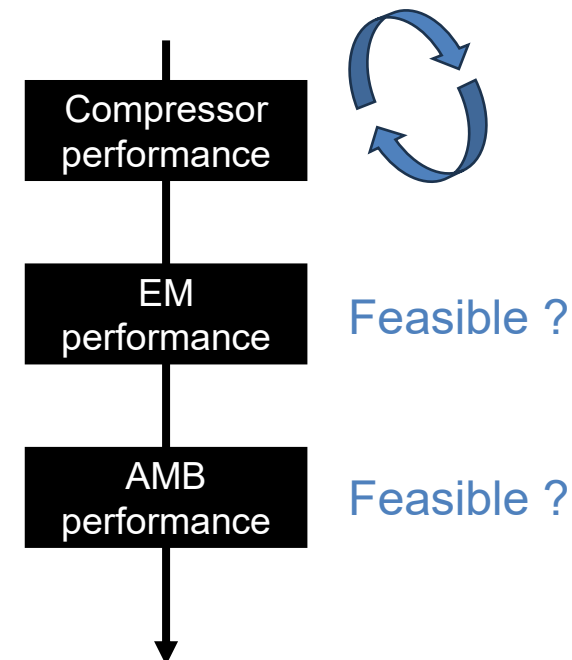 Compressor
performance
EM
performance
Feasible ?
AMB
performance
Feasible ?